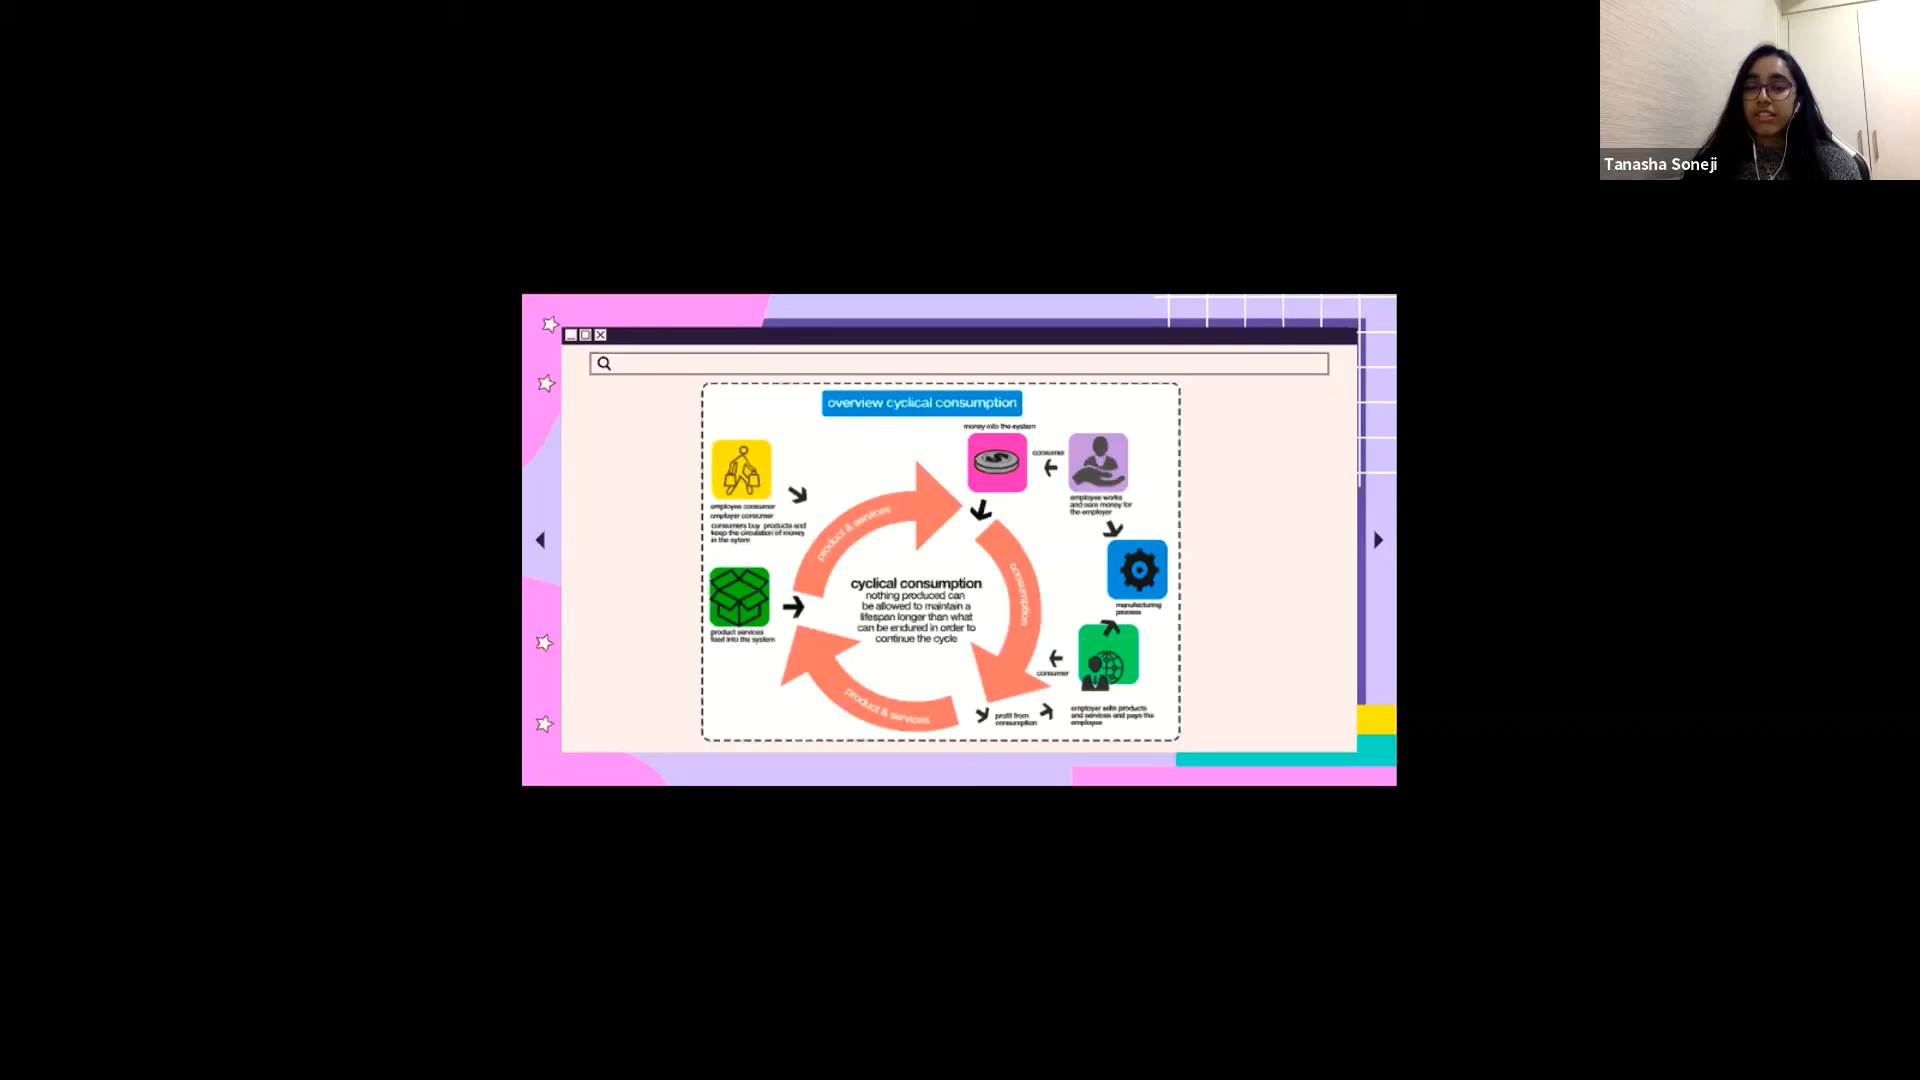 Tanasha Soneji
overview cyclical consumption
money into the system
consumer
employee works
and earn money for
the employer
employee consumer
employer consumer
consumers buy products and
keep the circulation of money
in the sytem
product & services
consumption
cyclical consumption
nothing produced can
be allowed to maintain a
lifespan longer than what
can be endured in order to
continue the cycle
manufacturing
process
product services
feed into the system
consumer
product & services
profit from
consumption
employer sells products
and services and pays the
employee